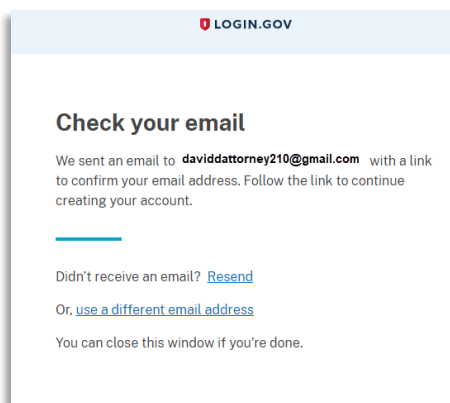 LOGIN.GOV
Check your email
We sent an email to daviddattorney210@gmail.com with a link
to confirm your email address. Follow the link to continue
creating your account.
Didn't receive an email? Resend
Or, use a different email address
You can close this window if you're done.